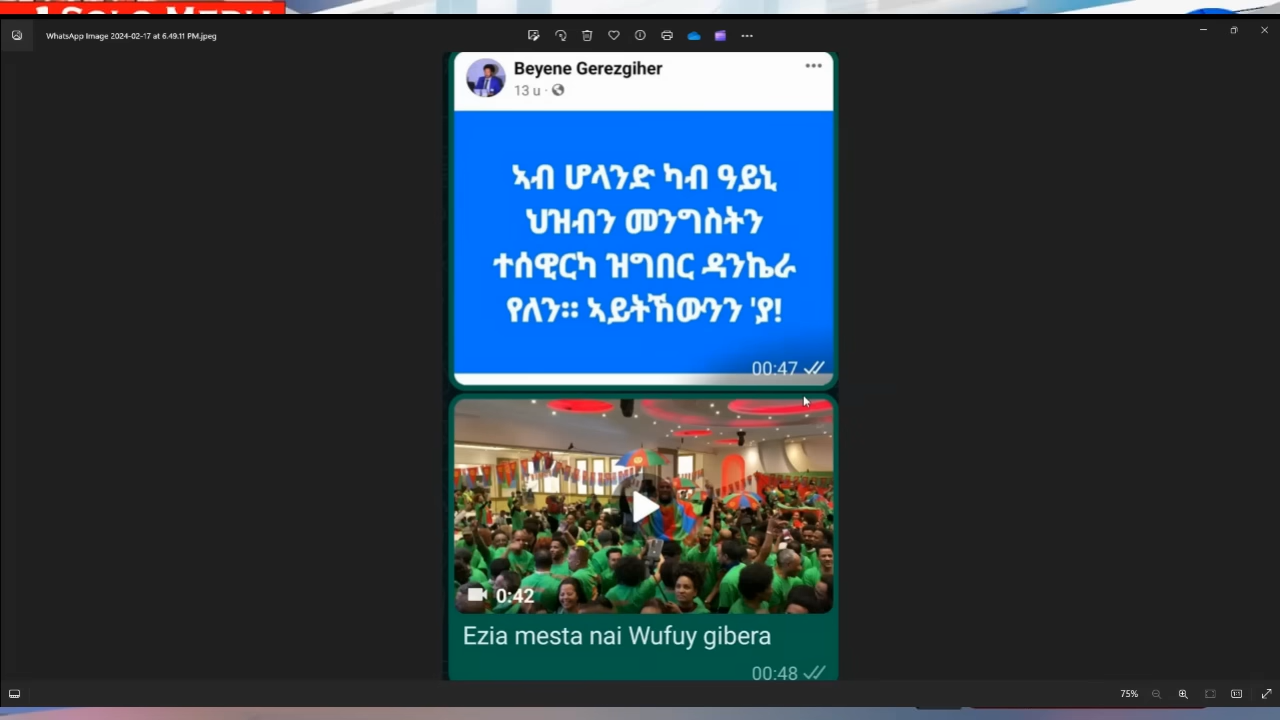 WhatsApp Image 2024-02-17 at 6.49.11 PM.jpeg
Beyene Gerezgiher
13 u ·
ኣብ ሆላንድ ካብ ዓይኒ
ህዝብን መንግስትን
ተሰዊርካ ዝግበር ዳንኬራ
የለን። ኣይትኸውንን 'ያ!
00:47
0:42
Ezia mesta nai Wufuy gibera
00:48
75%